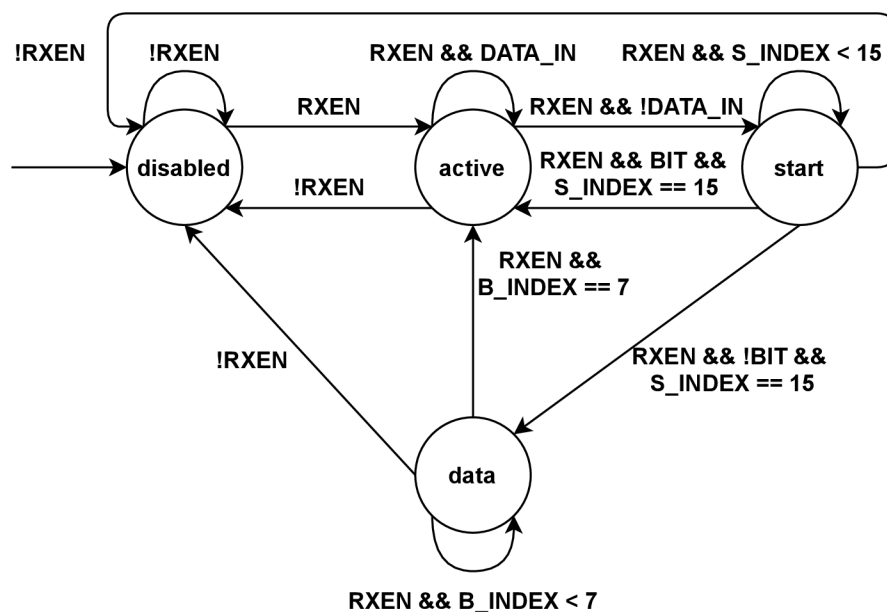 !RXEN
!RXEN
RXEN && DATA_IN
RXEN && S_INDEX < 15
RXEN
RXEN && !DATA_IN
disabled
active
start
!RXEN
RXEN && BIT &&
S_INDEX == 15
RXEN &&
B_INDEX == 7
!RXEN
RXEN && !BIT &&
S_INDEX == 15
data
RXEN && B_INDEX < 7